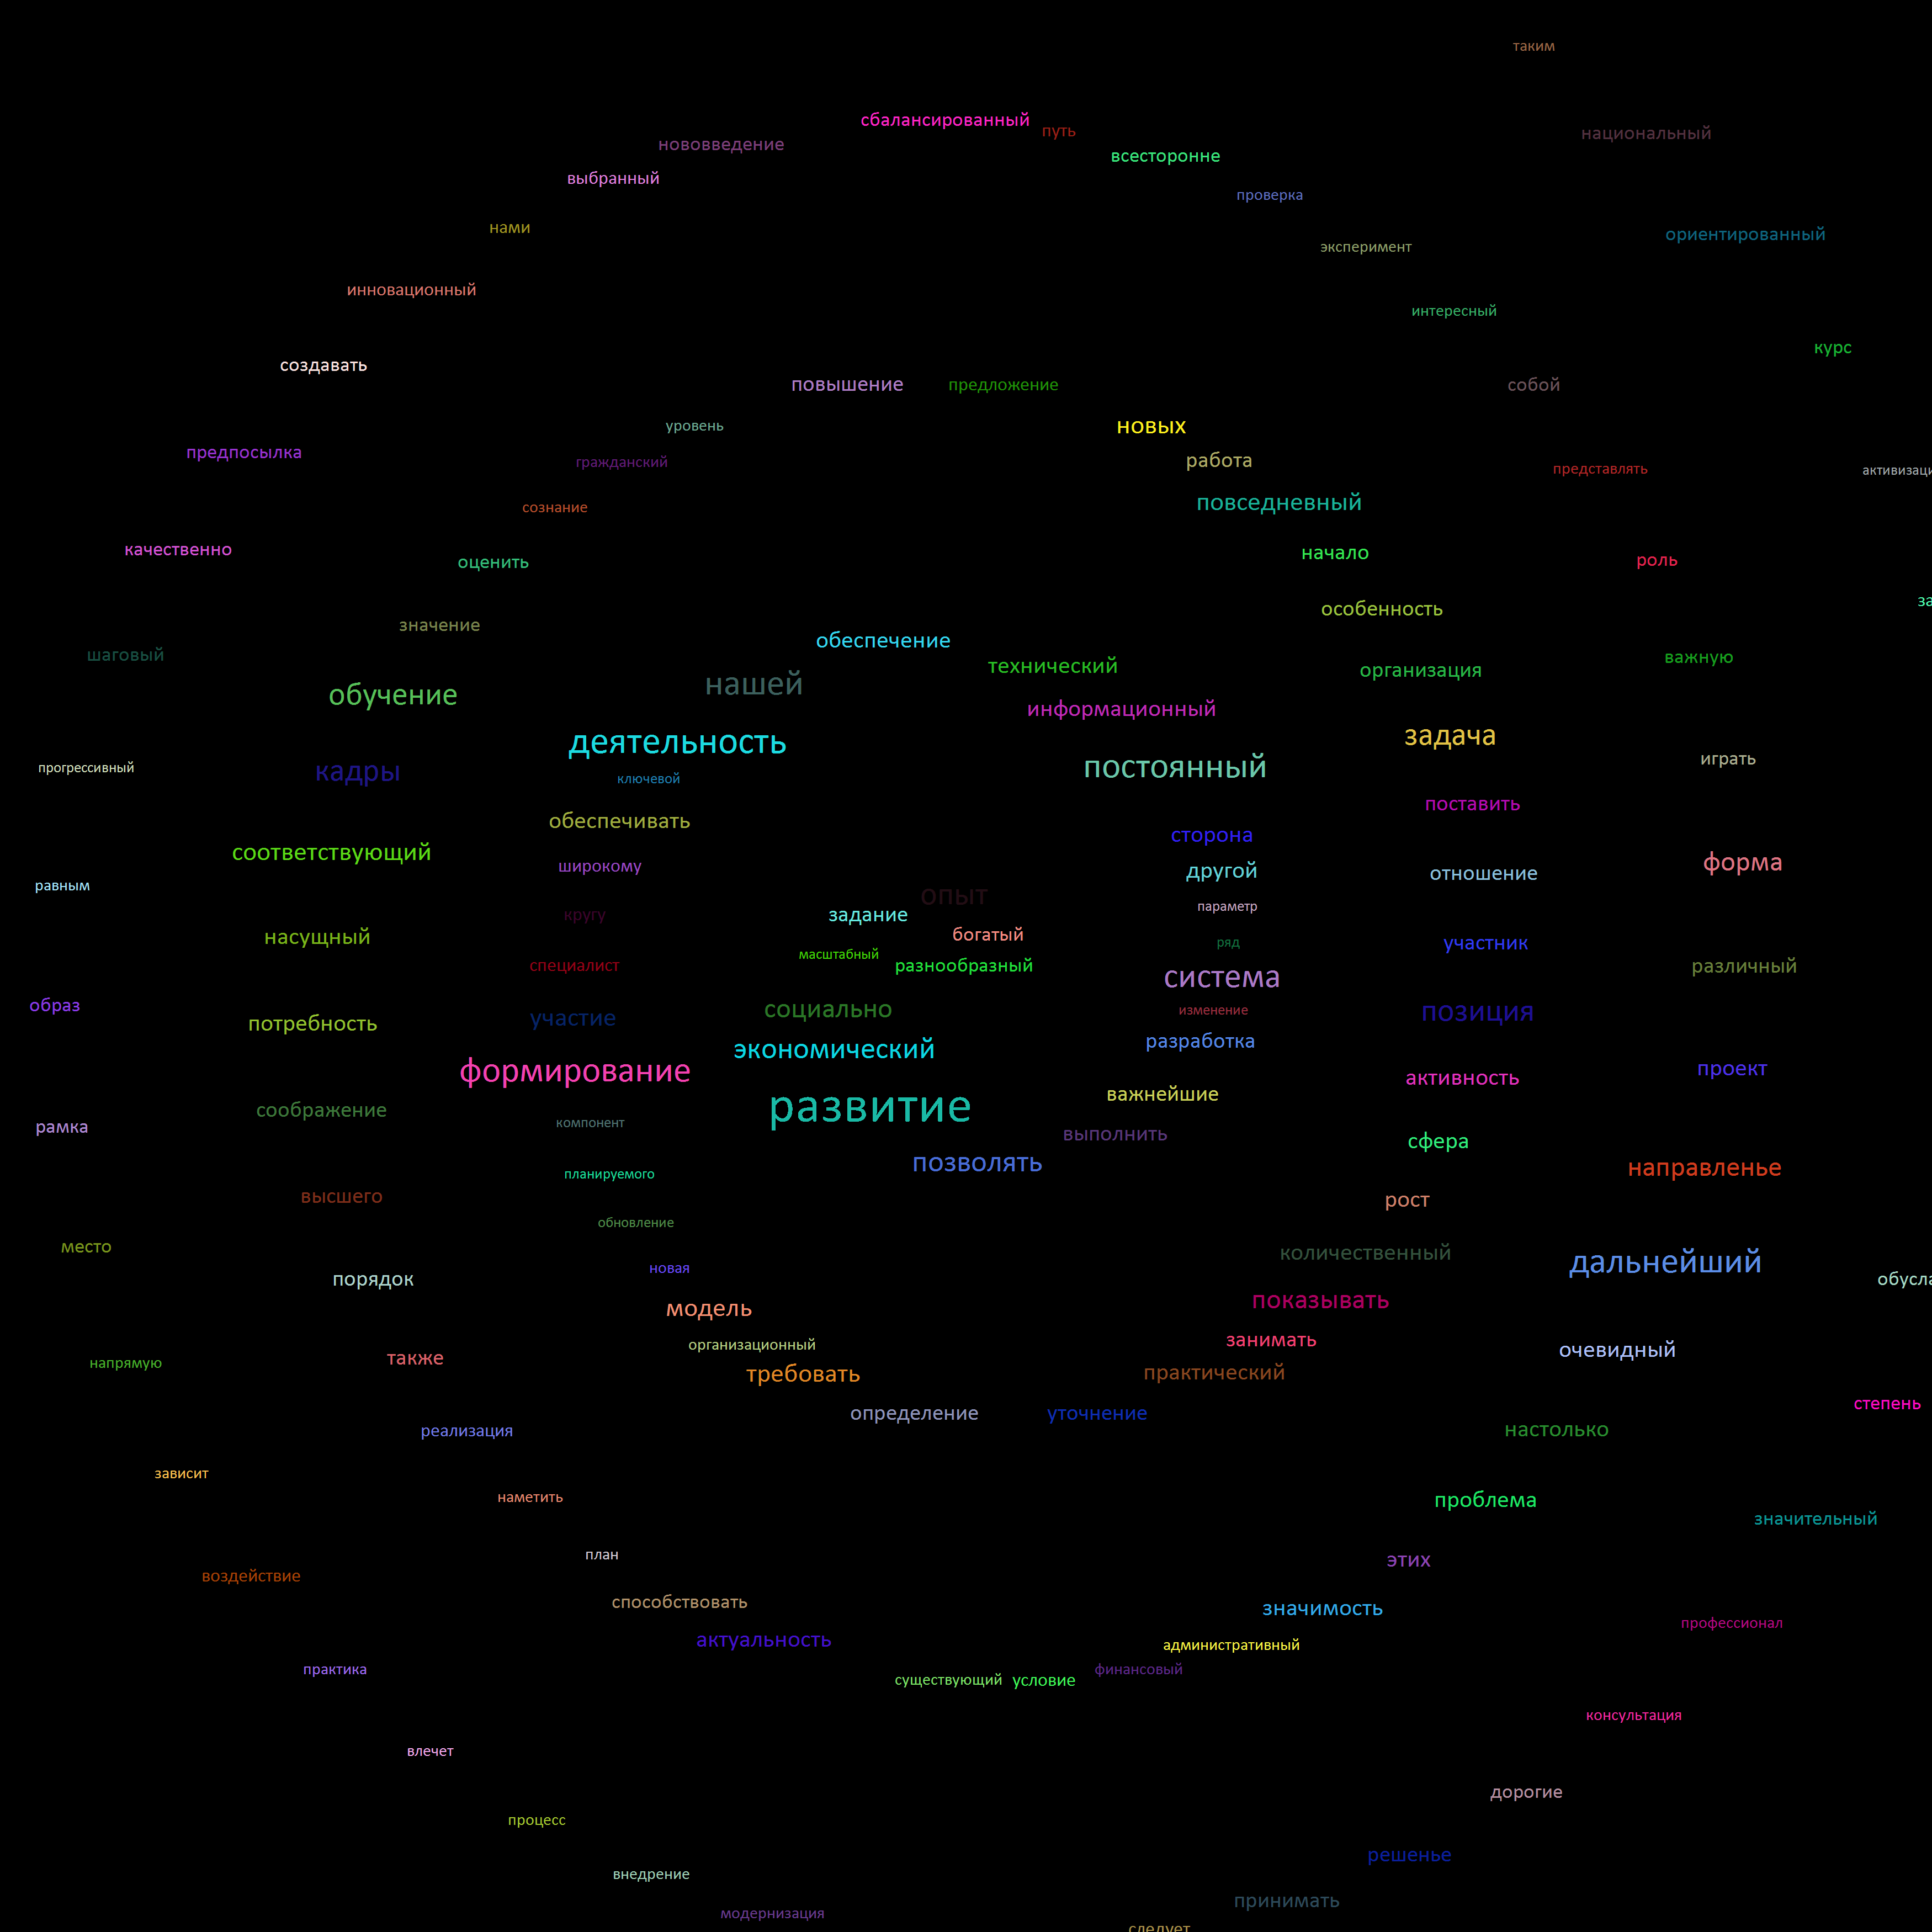 таким
сбалансированный
путь
национальный
нововведение
всесторонне
выбранный
проверка
нами
ориентированный
эксперимент
инновационный
интересный
курс
создавать
повышение
предложение
собой
уровень
новых
предпосылка
гражданский
работа
представлять
активизаци
сознание
повседневный
качественно
оценить
начало
роль
за
особенность
значение
обеспечение
шаговый
технический
важную
организация
нашей
обучение
информационный
задача
деятельность
играть
прогрессивный
кадры
постоянный
ключевой
поставить
обеспечивать
сторона
соответствующий
форма
широкому
другой
отношение
равным
опыт
параметр
кругу
задание
богатый
насущный
ряд
участник
масштабный
специалист
разнообразный
различный
система
образ
социально
изменение
позиция
потребность
участие
разработка
экономический
формирование
проект
активность
важнейшие
соображение
развитие
компонент
рамка
выполнить
сфера
позволять
направленье
планируемого
высшего
рост
обновление
место
количественный
дальнейший
новая
порядок
обусла
показывать
модель
занимать
организационный
очевидный
напрямую
также
требовать
практический
степень
определение
уточнение
реализация
настолько
зависит
наметить
проблема
значительный
план
этих
воздействие
способствовать
значимость
профессионал
актуальность
административный
практика
финансовый
существующий
условие
консультация
влечет
дорогие
процесс
решенье
внедрение
принимать
модернизация
следует